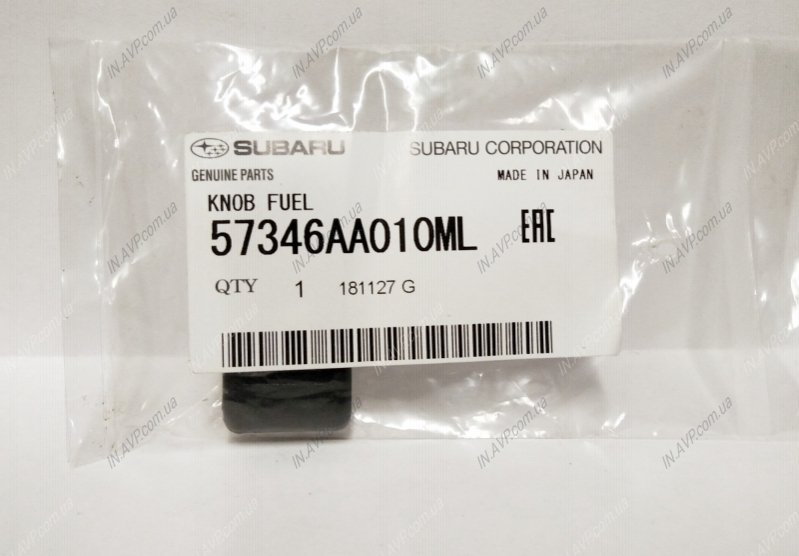 SUBARU SUBARU CORPORATION
GENUINE PARTS MADE IN JAPAN
KNOB FUEL
57346AA010ML EAC
QTY 1 181127 G
IN.AVP.com.ua